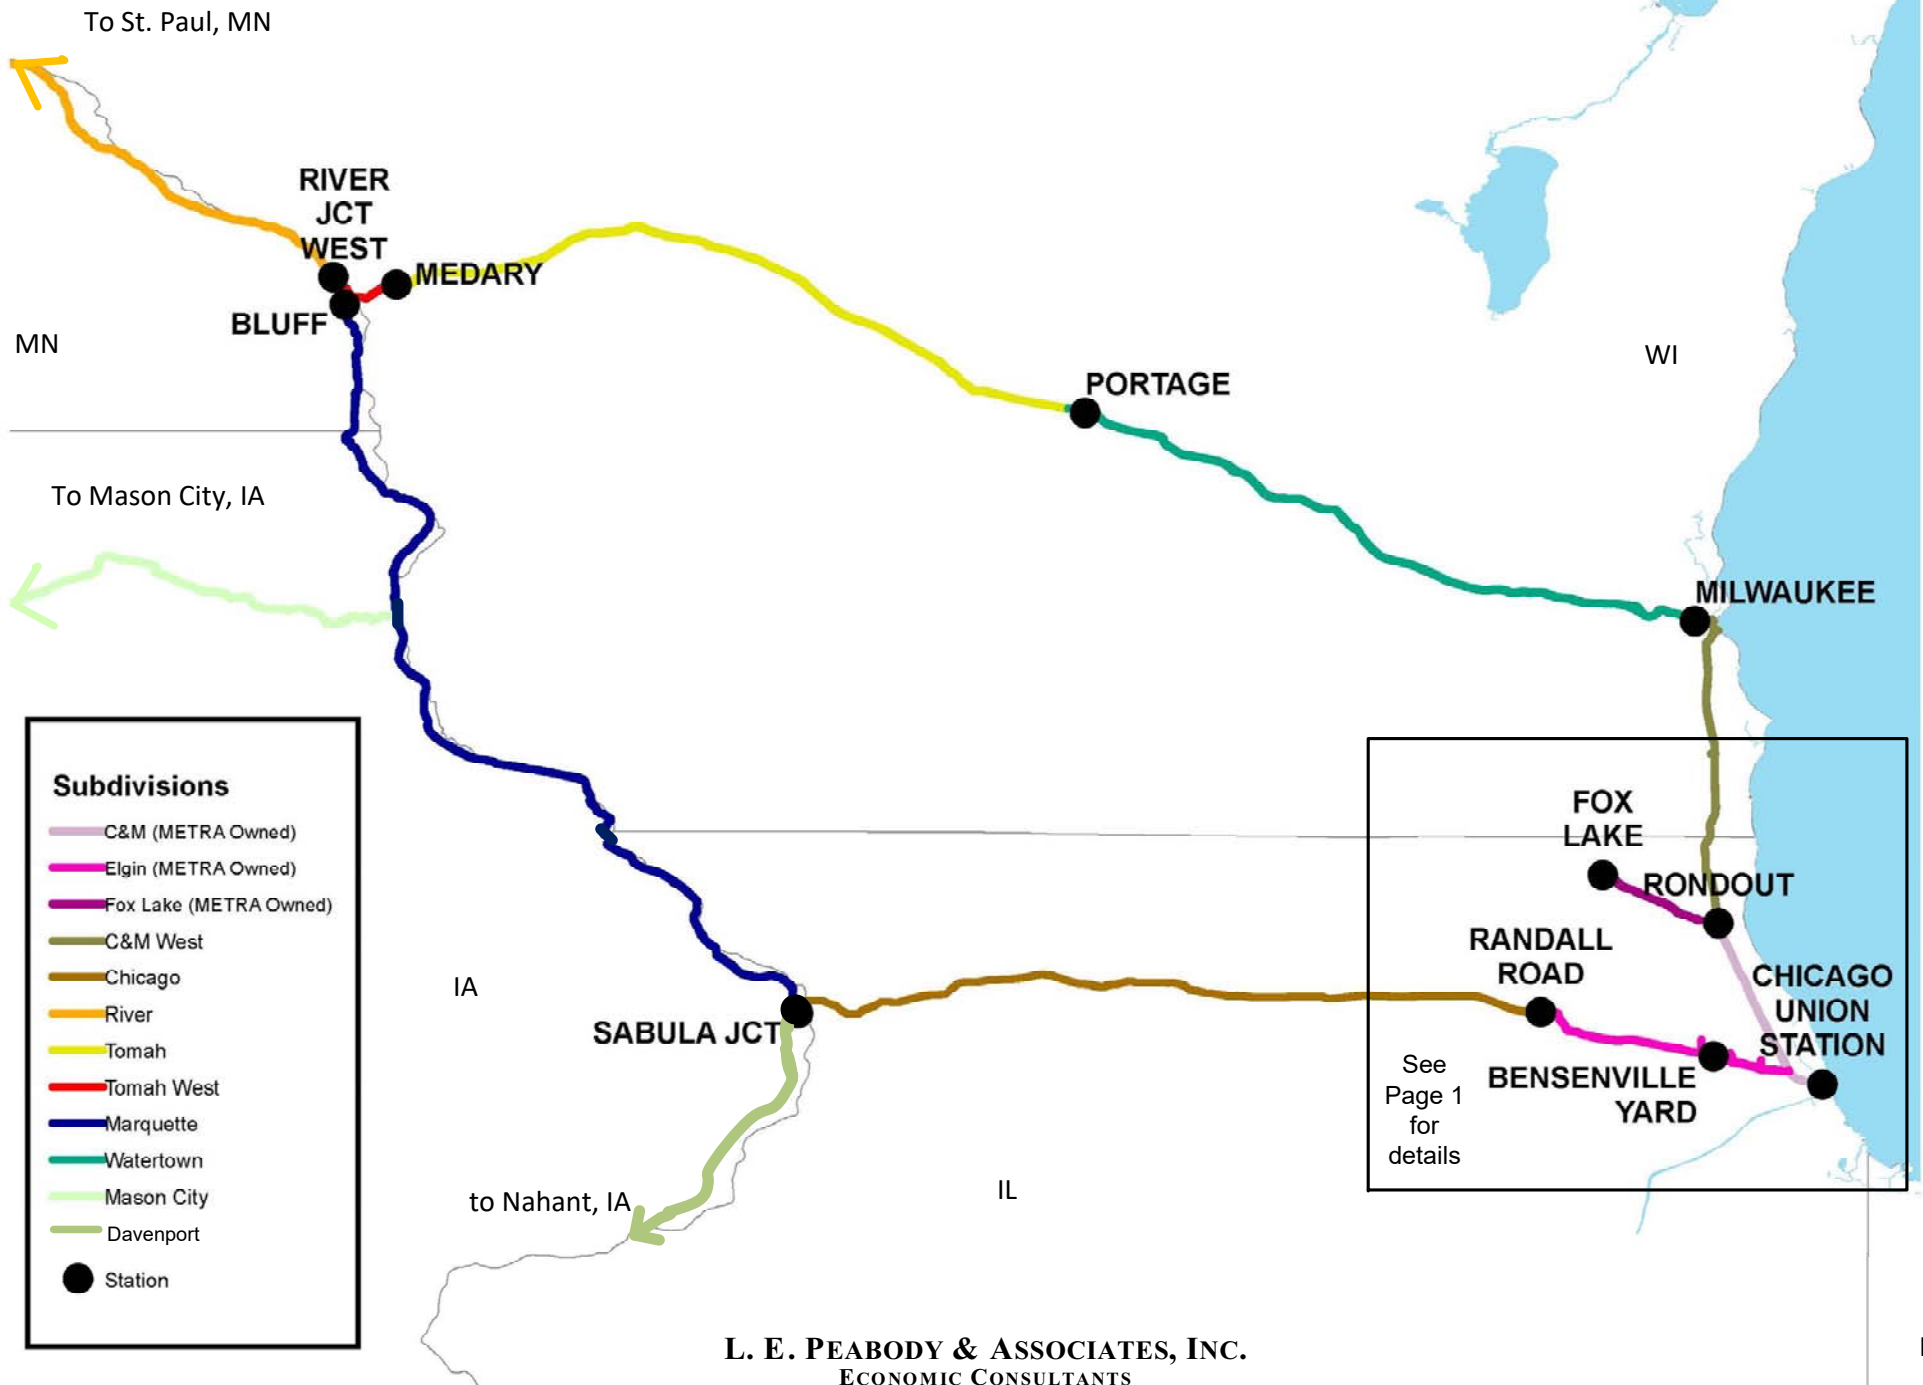 To St. Paul, MN
RIVER
JCT
WEST
MEDARY
BLUFF
MN
WI
PORTAGE
To Mason City, IA
MILWAUKEE
Subdivisions
C&M (METRA Owned)
Elgin (METRA Owned)
Fox Lake (METRA Owned)
C&M West
Chicago
River
Tomah
Tomah West
Marquette
Watertown
Mason City
Davenport
Station
FOX
LAKE
RONDOUT
RANDALL
ROAD
CHICAGO
UNION
STATION
IA
SABULA JCT
See
Page 1
for
details
BENSENVILLE
YARD
to Nahant, IA
IL
L. E. PEABODY & ASSOCIATES, INC.
ECONOMIC CONSULTANTS